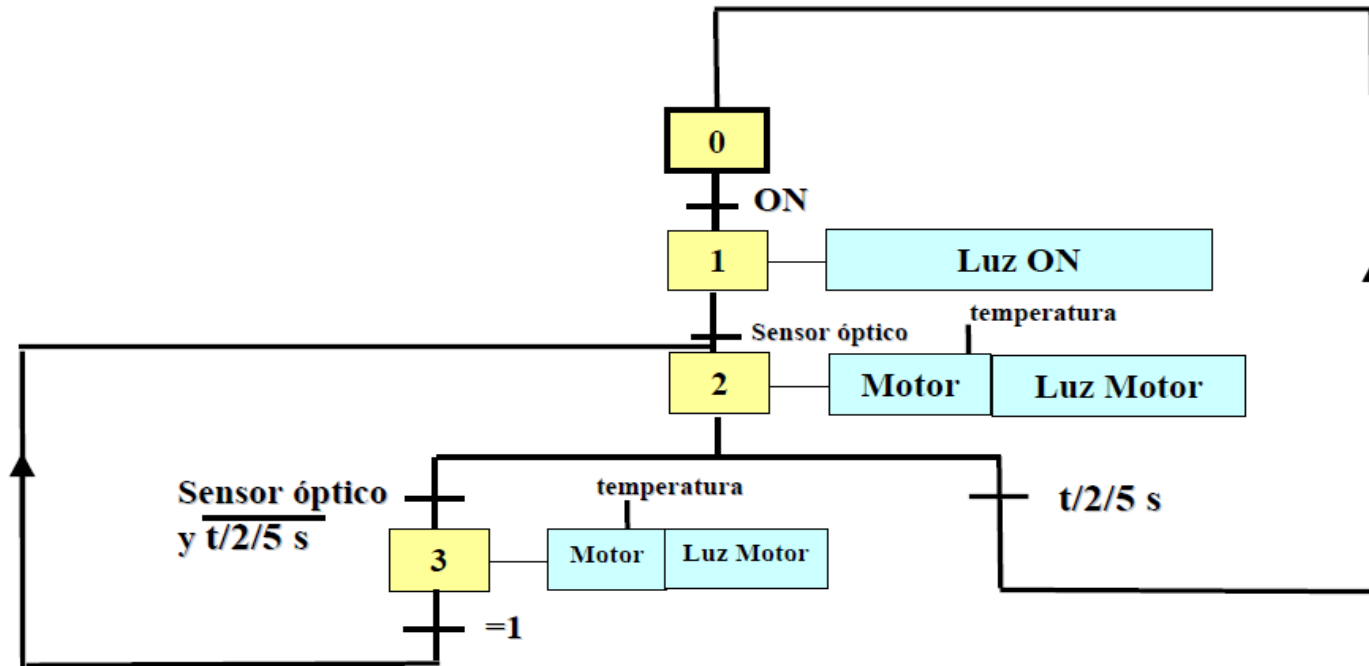 0
ON
1
Luz ON
temperatura
Sensor óptico
2
Motor
Luz Motor
Sensor óptico
y t/2/5 s
temperatura
t/2/5 s
3
Motor
Luz Motor
=1